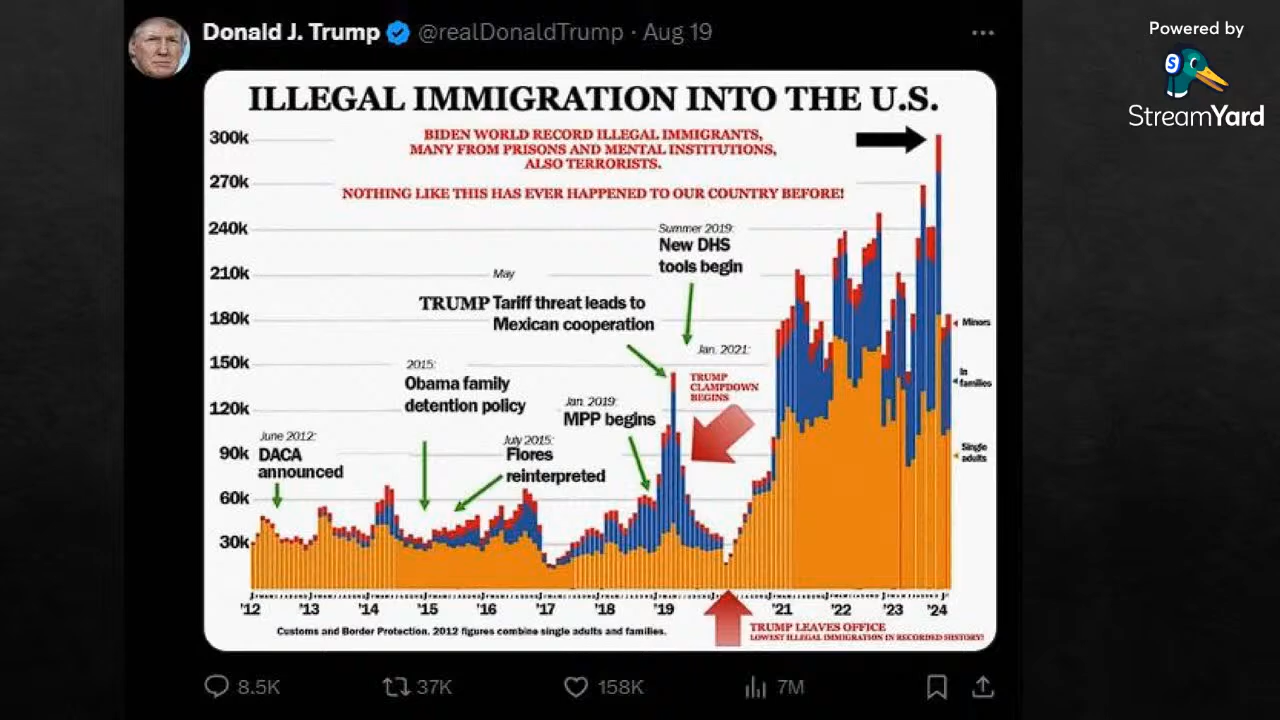 Donald J. Trump @realDonaldTrump · Aug 19
Powered by
S
StreamYard
ILLEGAL IMMIGRATION INTO THE U.S.
BIDEN WORLD RECORD ILLEGAL IMMIGRANTS,
MANY FROM PRISONS AND MENTAL INSTITUTIONS,
ALSO TERRORISTS.
NOTHING LIKE THIS HAS EVER HAPPENED TO OUR COUNTRY BEFORE!
300k
270k
240k
210k
180k
150k
120k
90k
60k
30k
Summer 2019:
New DHS
tools begin
May
TRUMP Tariff threat leads to
Mexican cooperation
Jan. 2021:
TRUMP
CLAMPDOWN
BEGINS
2015:
Obama family
detention policy
Jan. 2019:
MPP begins
June 2012:
DACA
announced
July 2015:
Flores
reinterpreted
Minors
In
families
Single
adults
'12 '13 '14 '15 '16 '17 '18 '19 '21 '22 '23 '24
Customs and Border Protection. 2012 figures combine single adults and families.
TRUMP LEAVES OFFICE
LOWEST ILLEGAL IMMIGRATION IN RECORDED HISTORY!
8.5K 37K 158K 7M